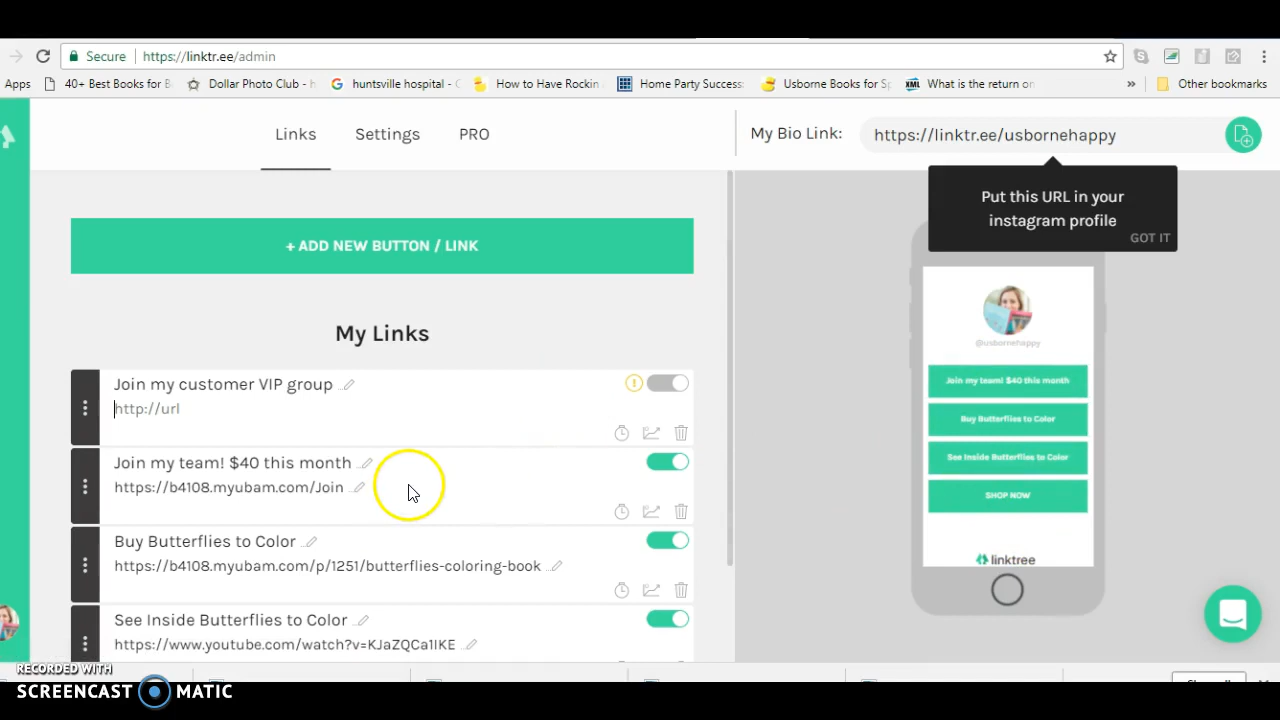 Secure https://linktr.ee/admin
Apps 40+ Best Books for B Dollar Photo Club - h huntsville hospital - G How to Have Rockin Home Party Success: Usborne Books for Sp What is the return on » Other bookmarks
Links Settings PRO
My Bio Link: https://linktr.ee/usbornehappy
Put this URL in your
instagram profile
GOT IT
+ ADD NEW BUTTON / LINK
My Links
Join my customer VIP group
http://url
Join my team! $40 this month
https://b4108.myubam.com/Join
Buy Butterflies to Color
https://b4108.myubam.com/p/1251/butterflies-coloring-book
See Inside Butterflies to Color
https://www.youtube.com/watch?v=KJaZQCa1IKE
@usbornehappy
Join my team! $40 this month
Buy Butterflies to Color
See Inside Butterflies to Color
SHOP NOW
linktree
RECORDED WITH
SCREENCAST MATIC